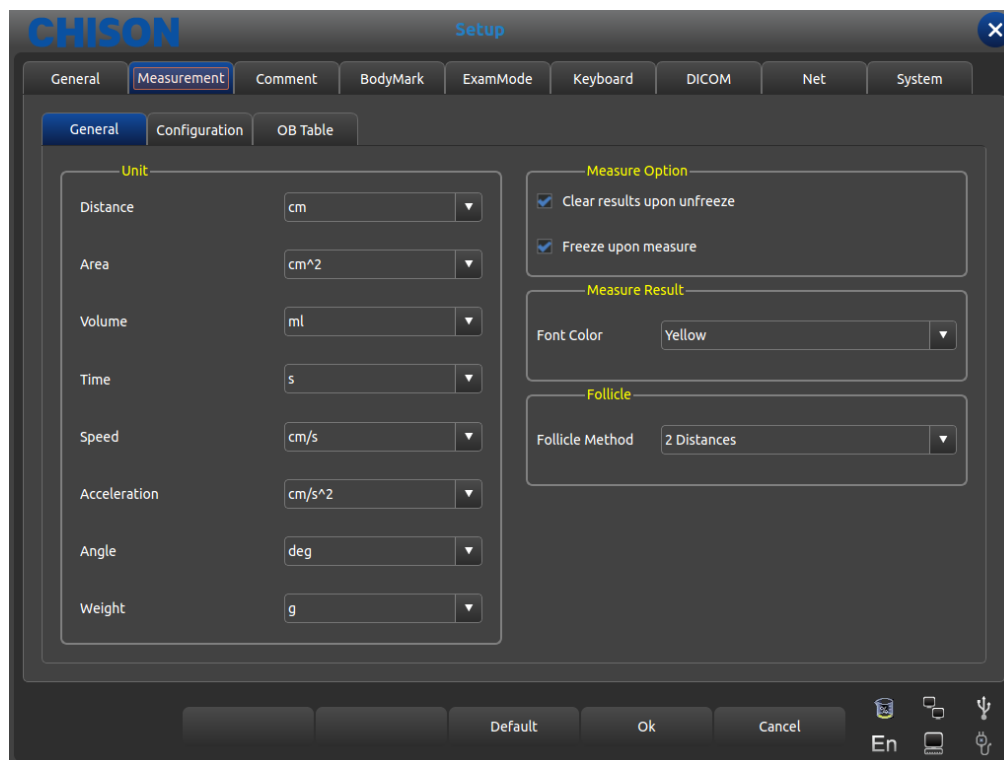 CHISON
Setup
General Measurement Comment BodyMark ExamMode Keyboard DICOM Net System
General Configuration OB Table
Unit
Distance cm
Area cm^2
Volume ml
Time s
Speed cm/s
Acceleration cm/s^2
Angle deg
Weight g
Measure Option
Clear results upon unfreeze
Freeze upon measure
Measure Result
Font Color Yellow
Follicle
Follicle Method 2 Distances
Default Ok Cancel
En